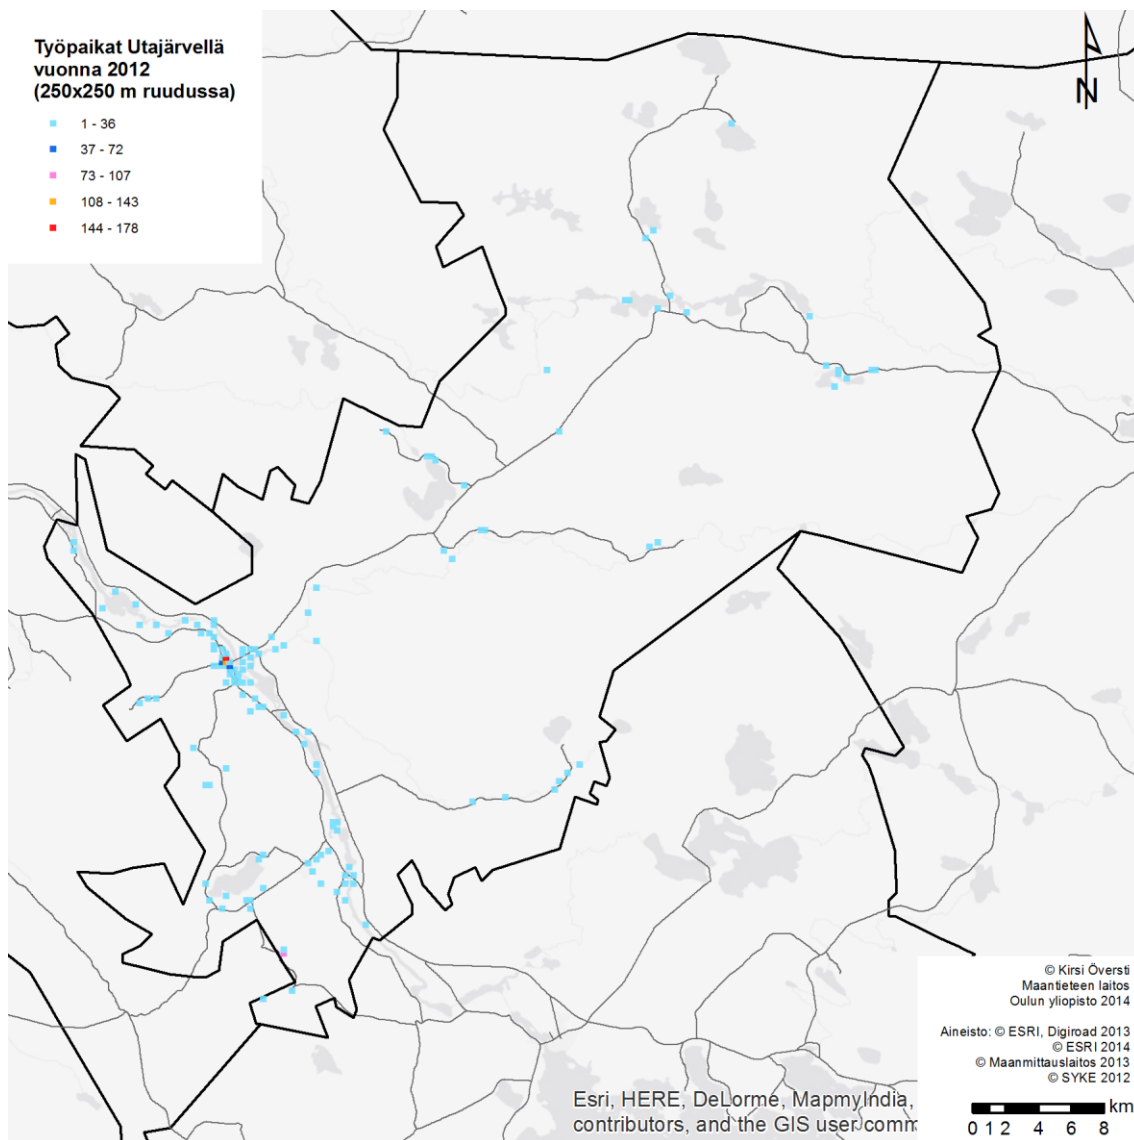 Työpaikat Utajärvellä
vuonna 2012
(250x250 m ruudussa)
1 - 36
37 - 72
73 - 107
108 - 143
144 - 178
N
© Kirsi Översti
Maantieteen laitos
Oulun yliopisto 2014
Aineisto: © ESRI, Digiroad 2013
© ESRI 2014
© Maanmittauslaitos 2013
© SYKE 2012
Esri, HERE, DeLorme, MapmyIndia,
contributors, and the GIS user comm
km
0 1 2 4 6 8